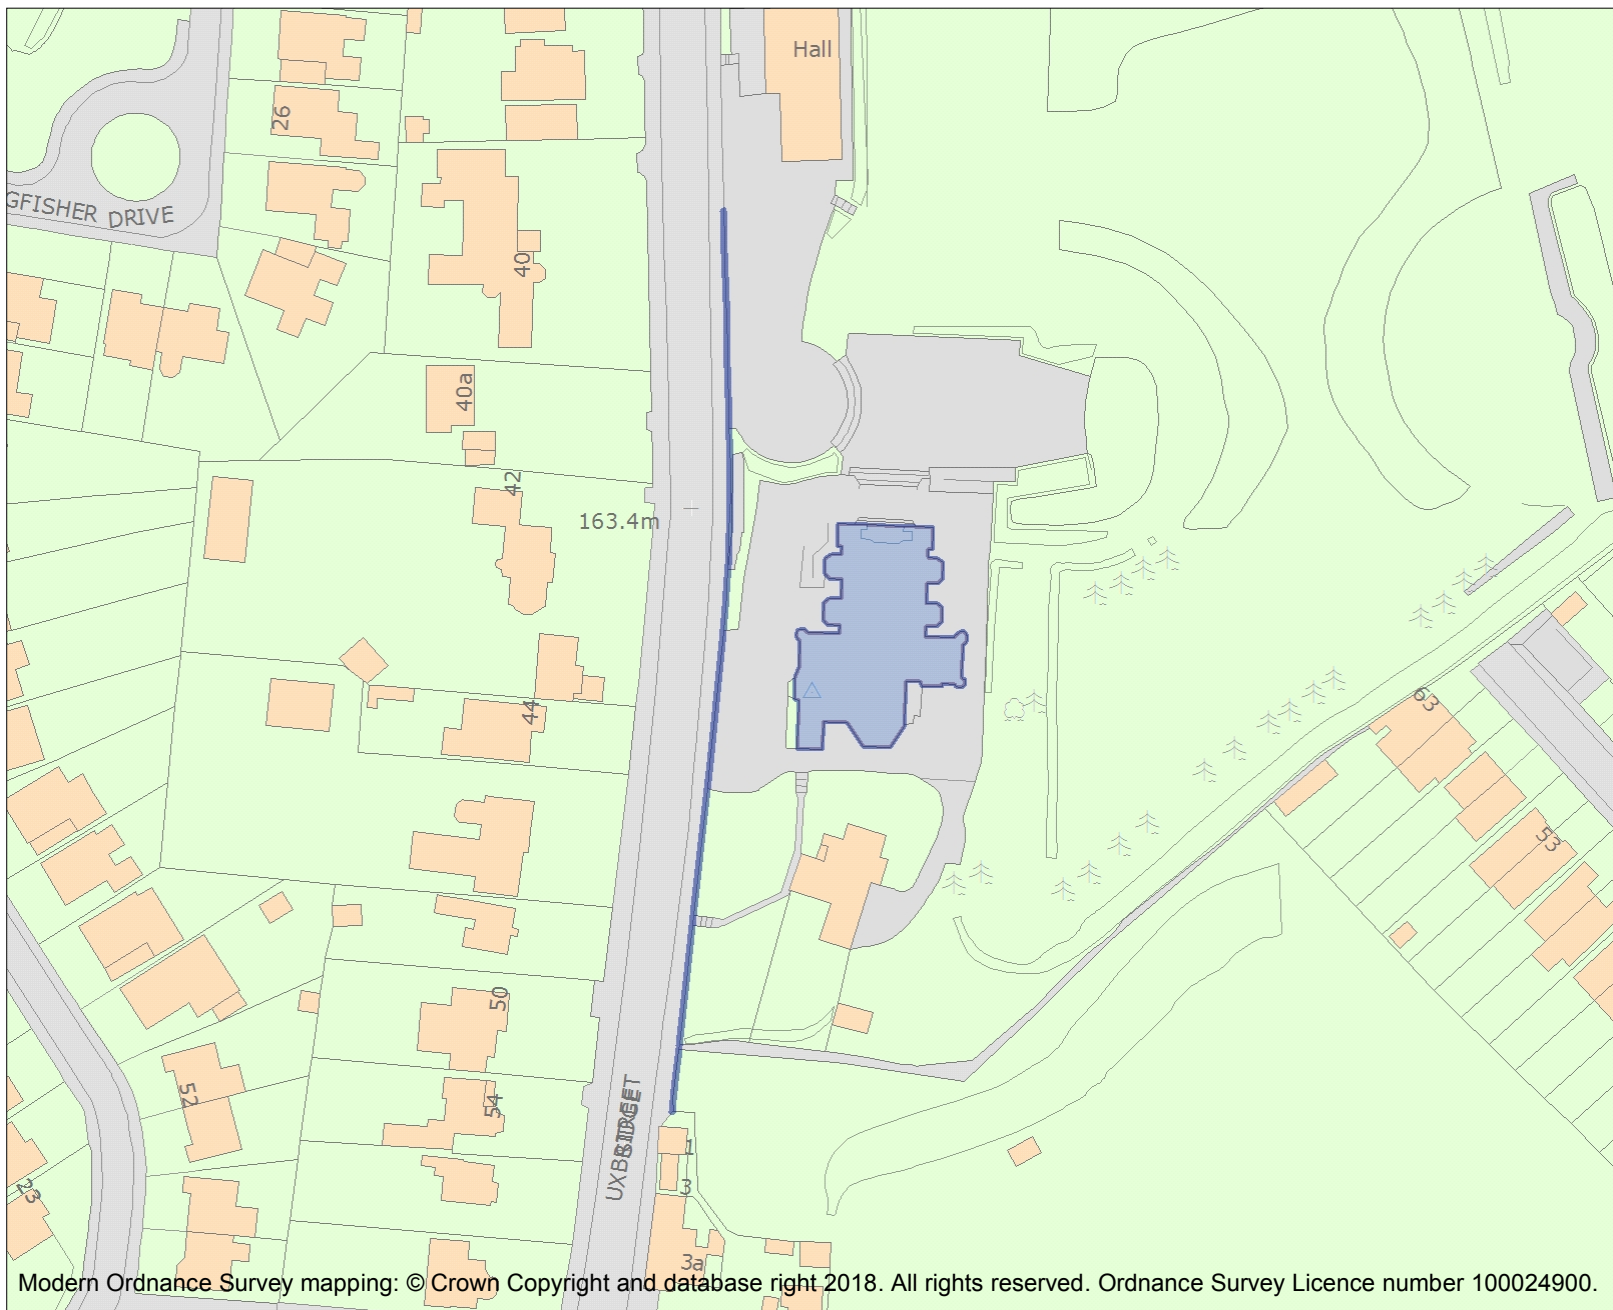 Hall
26
GFISHER DRIVE
40
40a
42
163.4m
44
63
53
50
54
52
UXBRIDGE
STREET
1
3
23
3a
Modern Ordnance Survey mapping: © Crown Copyright and database right 2018. All rights reserved. Ordnance Survey Licence number 100024900.